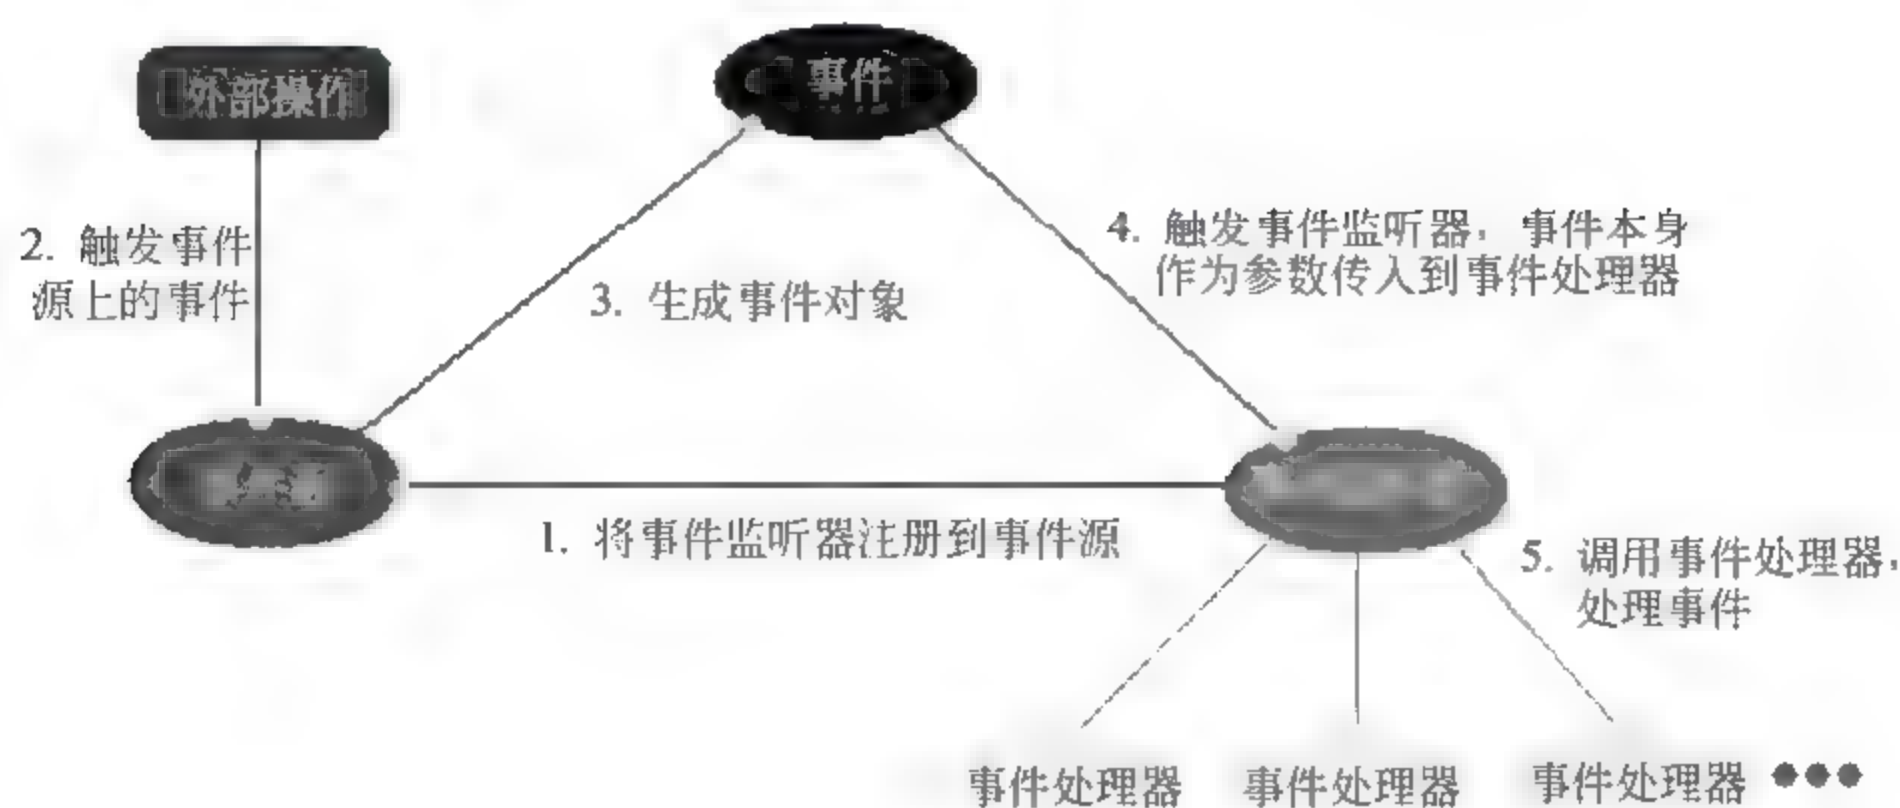 外部操作
事件
2. 触发事件
源上的事件
3. 生成事件对象
4. 触发事件监听器，事件本身
作为参数传入到事件处理器
1. 将事件监听器注册到事件源
5. 调用事件处理器，
处理事件
事件处理器
事件处理器
事件处理器 ●●●